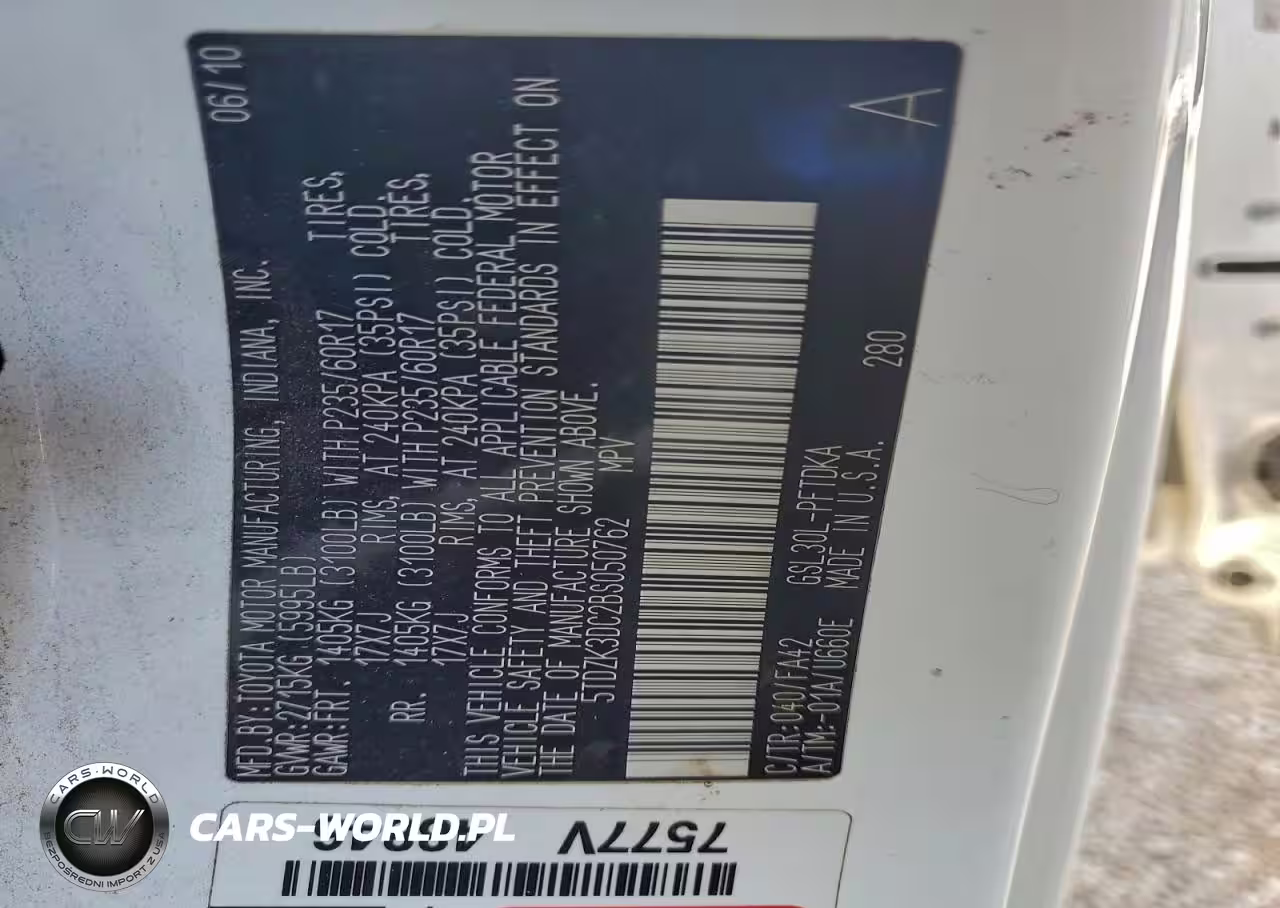 MFD.BY:TOYOTA MOTOR MANUFACTURING, INDIANA, INC. 06/10
GVWR:2715KG (5995LB)
GAWR:FRT. 1405KG (3100LB) WITH P235/60R17 TIRES,
17X7J RIMS, AT 240KPA (35PSI) COLD.
RR. 1405KG (3100LB) WITH P235/60R17 TIRES,
17X7J RIMS, AT 240KPA (35PSI) COLD.
THIS VEHICLE CONFORMS TO ALL APPLICABLE FEDERAL MOTOR
VEHICLE SAFETY AND THEFT PREVENTION STANDARDS IN EFFECT ON
THE DATE OF MANUFACTURE SHOWN ABOVE.
5TDZK3DC2BS050762 MPV
C/TR:040/FA42 GSL30L-PFTDKA 280
A/TM:-01A/U660E MADE IN U.S.A.
A
7577V
CARS-WORLD.PL
CARS-WORLD
CW
BEZPOŚREDNI IMPORT Z USA